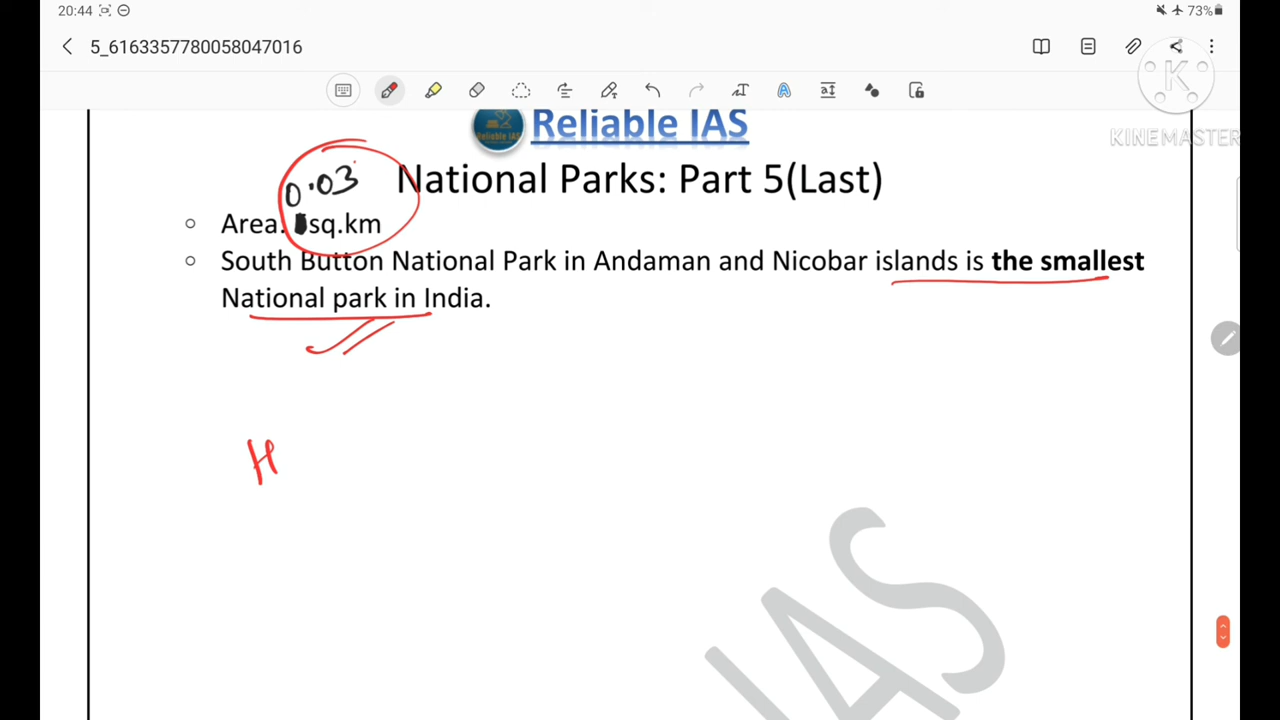 20:44 73%
5_6163357780058047016
KINEMASTER
Reliable IAS
National Parks: Part 5(Last)
0.03
Area: sq.km
South Button National Park in Andaman and Nicobar islands is the smallest
National park in India.
H
IAS